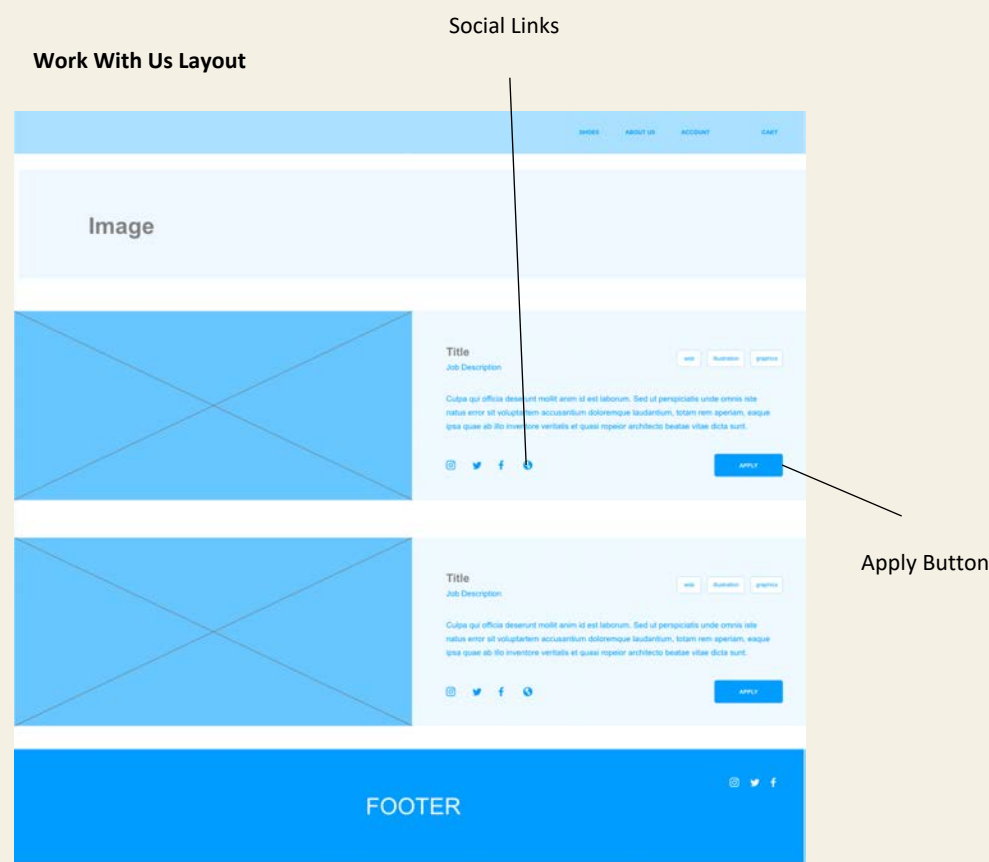 Social Links
Work With Us Layout
SHOES ABOUT US ACCOUNT CART
Image
Title
web illustration graphics
Job Description
Culpa qui officia deserunt mollit anim id est laborum. Sed ut perspiciatis unde omnis iste
natus error sit voluptartem accusantium doloremque laudantium, totam rem aperiam, eaque
ipsa quae ab illo inventore veritatis et quasi ropeior architecto beatae vitae dicta sunt.
APPLY
Apply Button
Title
web illustration graphics
Job Description
Culpa qui officia deserunt mollit anim id est laborum. Sed ut perspiciatis unde omnis iste
natus error sit voluptartem accusantium doloremque laudantium, totam rem aperiam, eaque
ipsa quae ab illo inventore veritatis et quasi ropeior architecto beatae vitae dicta sunt.
APPLY
FOOTER